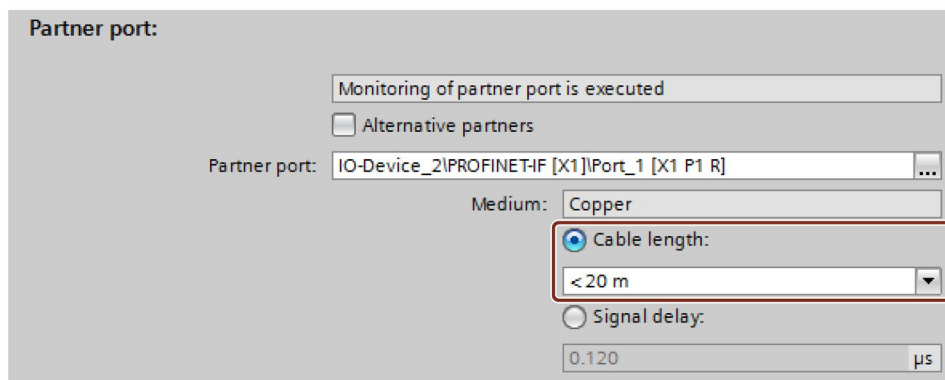 Partner port:
Monitoring of partner port is executed
Alternative partners
Partner port: IO-Device_2\PROFINET-IF [X1]\Port_1 [X1 P1 R] ...
Medium: Copper
Cable length:
< 20 m
Signal delay:
0.120 µs